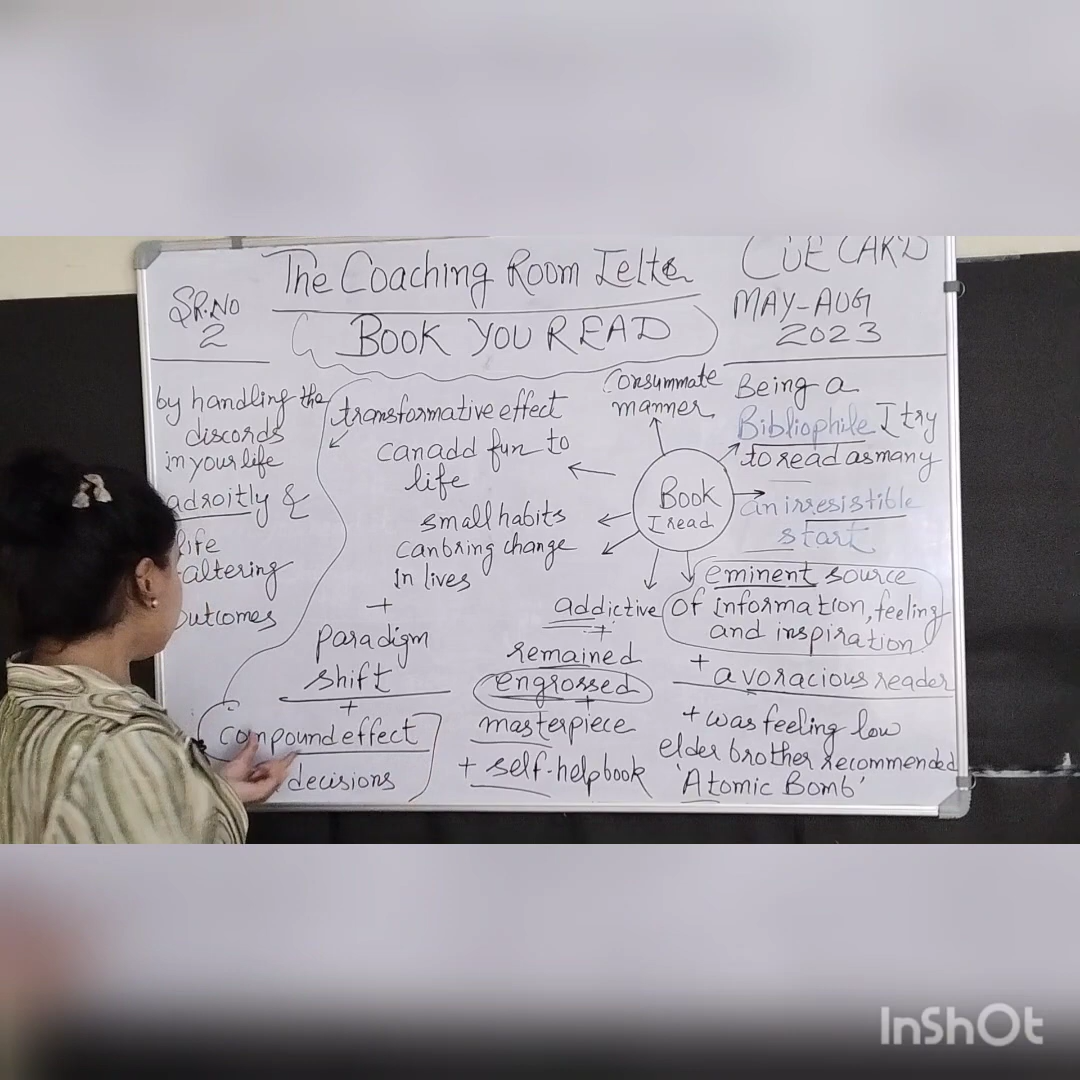 The Coaching Room Ielts
CUE CARD
MAY-AUG
2023
SR.NO
2
BOOK YOU READ
by handling the
discords
in your life
adroitly &
life
altering
outcomes
transformative effect
can add fun to
life
small habits
can bring change
in lives
+
paradigm
shift
+
compound effect
decisions
Consummate
manner
Book
I read
Being a
Bibliophile I try
to read as many
an irresistible
start
eminent source
of information, feeling
and inspiration
+ a voracious reader
+ was feeling low
elder brother recommended
'Atomic Bomb'
addictive
+
remained
engrossed
+
masterpiece
+ self-help book
InShOt